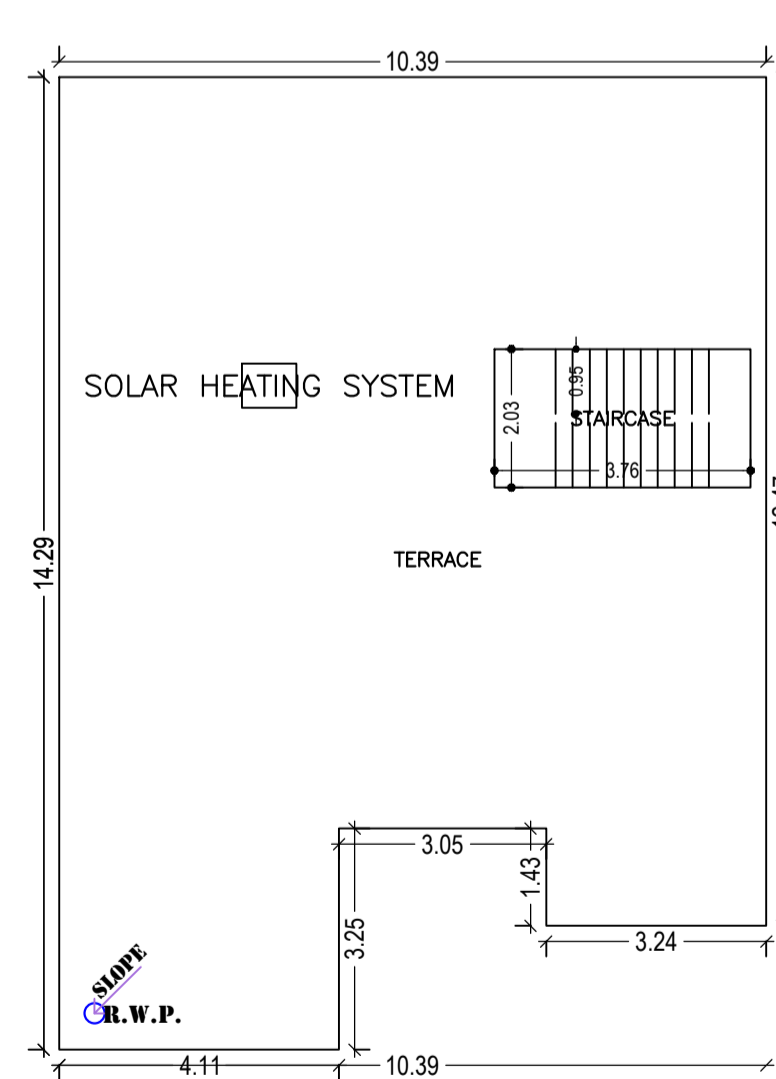 10.39
SOLAR HEATING SYSTEM
0.95
2.03
STAIRCASE
3.76
14.29
TERRACE
3.05
1.43
3.25
3.24
SLOPE
R.W.P.
4.11
10.39